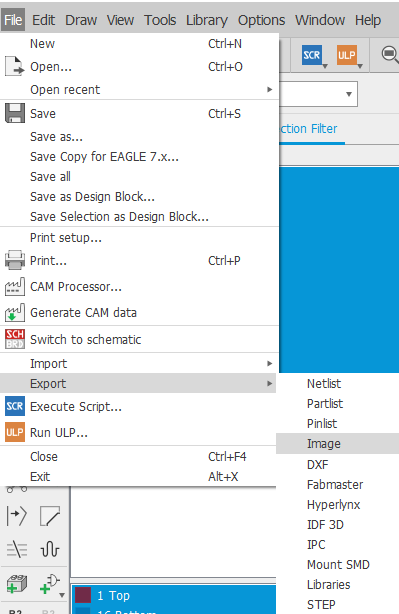 File Edit Draw View Tools Library Options Window Help
New Ctrl+N
Open... Ctrl+O
Open recent
Save Ctrl+S
Save as...
Save Copy for EAGLE 7.x...
Save all
Save as Design Block...
Save Selection as Design Block...
Print setup...
Print... Ctrl+P
CAM Processor...
Generate CAM data
SCH BRD Switch to schematic
Import
Export
SCR Execute Script...
ULP Run ULP...
Close Ctrl+F4
Exit Alt+X
SCR ULP
ction Filter
Netlist
Partlist
Pinlist
Image
DXF
Fabmaster
Hyperlynx
IDF 3D
IPC
Mount SMD
Libraries
STEP
1 Top
16 Bottom